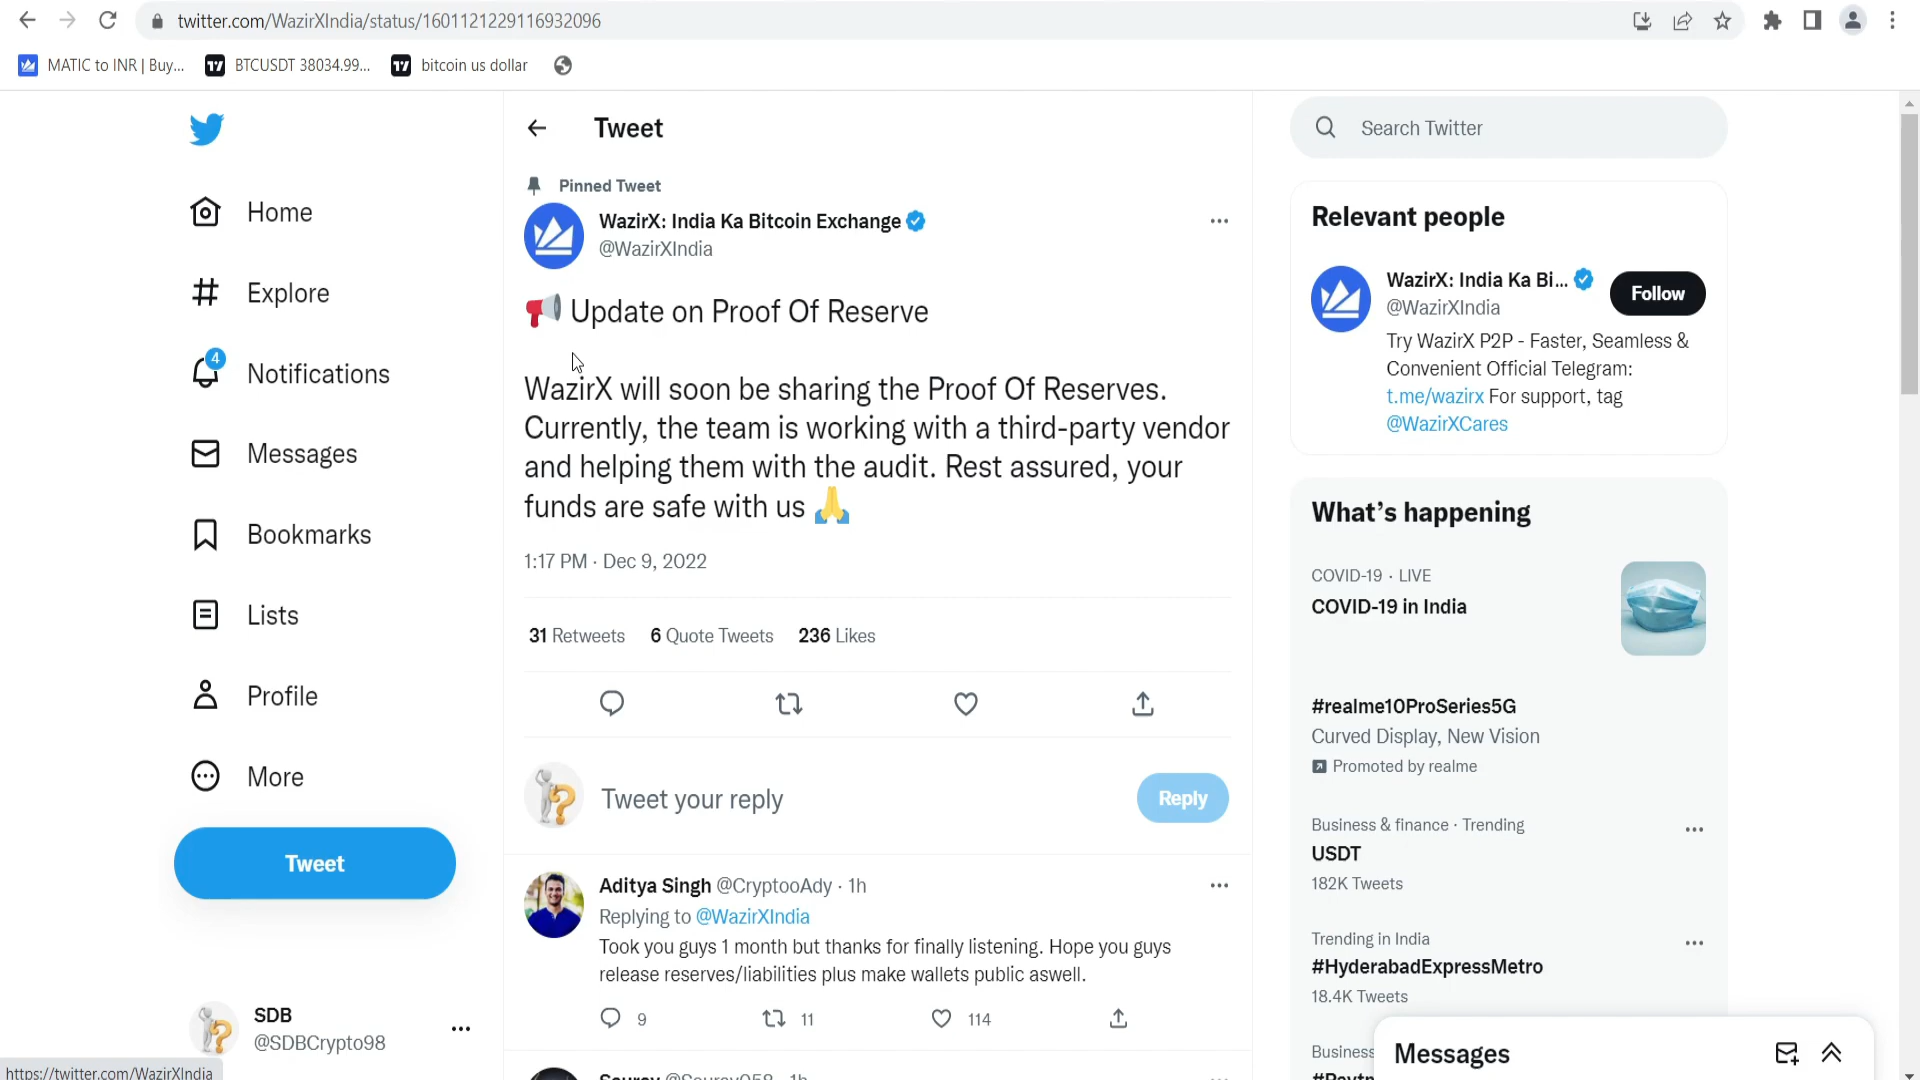 twitter.com/WazirXIndia/status/1601121229116932096
MATIC to INR | Buy...
BTCUSDT 38034.99...
bitcoin us dollar
Home
Explore
4
Notifications
Messages
Bookmarks
Lists
Profile
More
Tweet
SDB
@SDBCrypto98
https://twitter.com/WazirXIndia
Tweet
Pinned Tweet
WazirX: India Ka Bitcoin Exchange
@WazirXIndia
Update on Proof Of Reserve
WazirX will soon be sharing the Proof Of Reserves.
Currently, the team is working with a third-party vendor
and helping them with the audit. Rest assured, your
funds are safe with us
1:17 PM · Dec 9, 2022
31 Retweets 6 Quote Tweets 236 Likes
Tweet your reply
Reply
Aditya Singh @CryptooAdy · 1h
Replying to @WazirXIndia
Took you guys 1 month but thanks for finally listening. Hope you guys
release reserves/liabilities plus make wallets public aswell.
9 11 114
Search Twitter
Relevant people
WazirX: India Ka Bi...
@WazirXIndia
Follow
Try WazirX P2P - Faster, Seamless &
Convenient Official Telegram:
t.me/wazirx For support, tag
@WazirXCares
What's happening
COVID-19 · LIVE
COVID-19 in India
#realme10ProSeries5G
Curved Display, New Vision
Promoted by realme
Business & finance · Trending
USDT
182K Tweets
Trending in India
#HyderabadExpressMetro
18.4K Tweets
Business
Messages